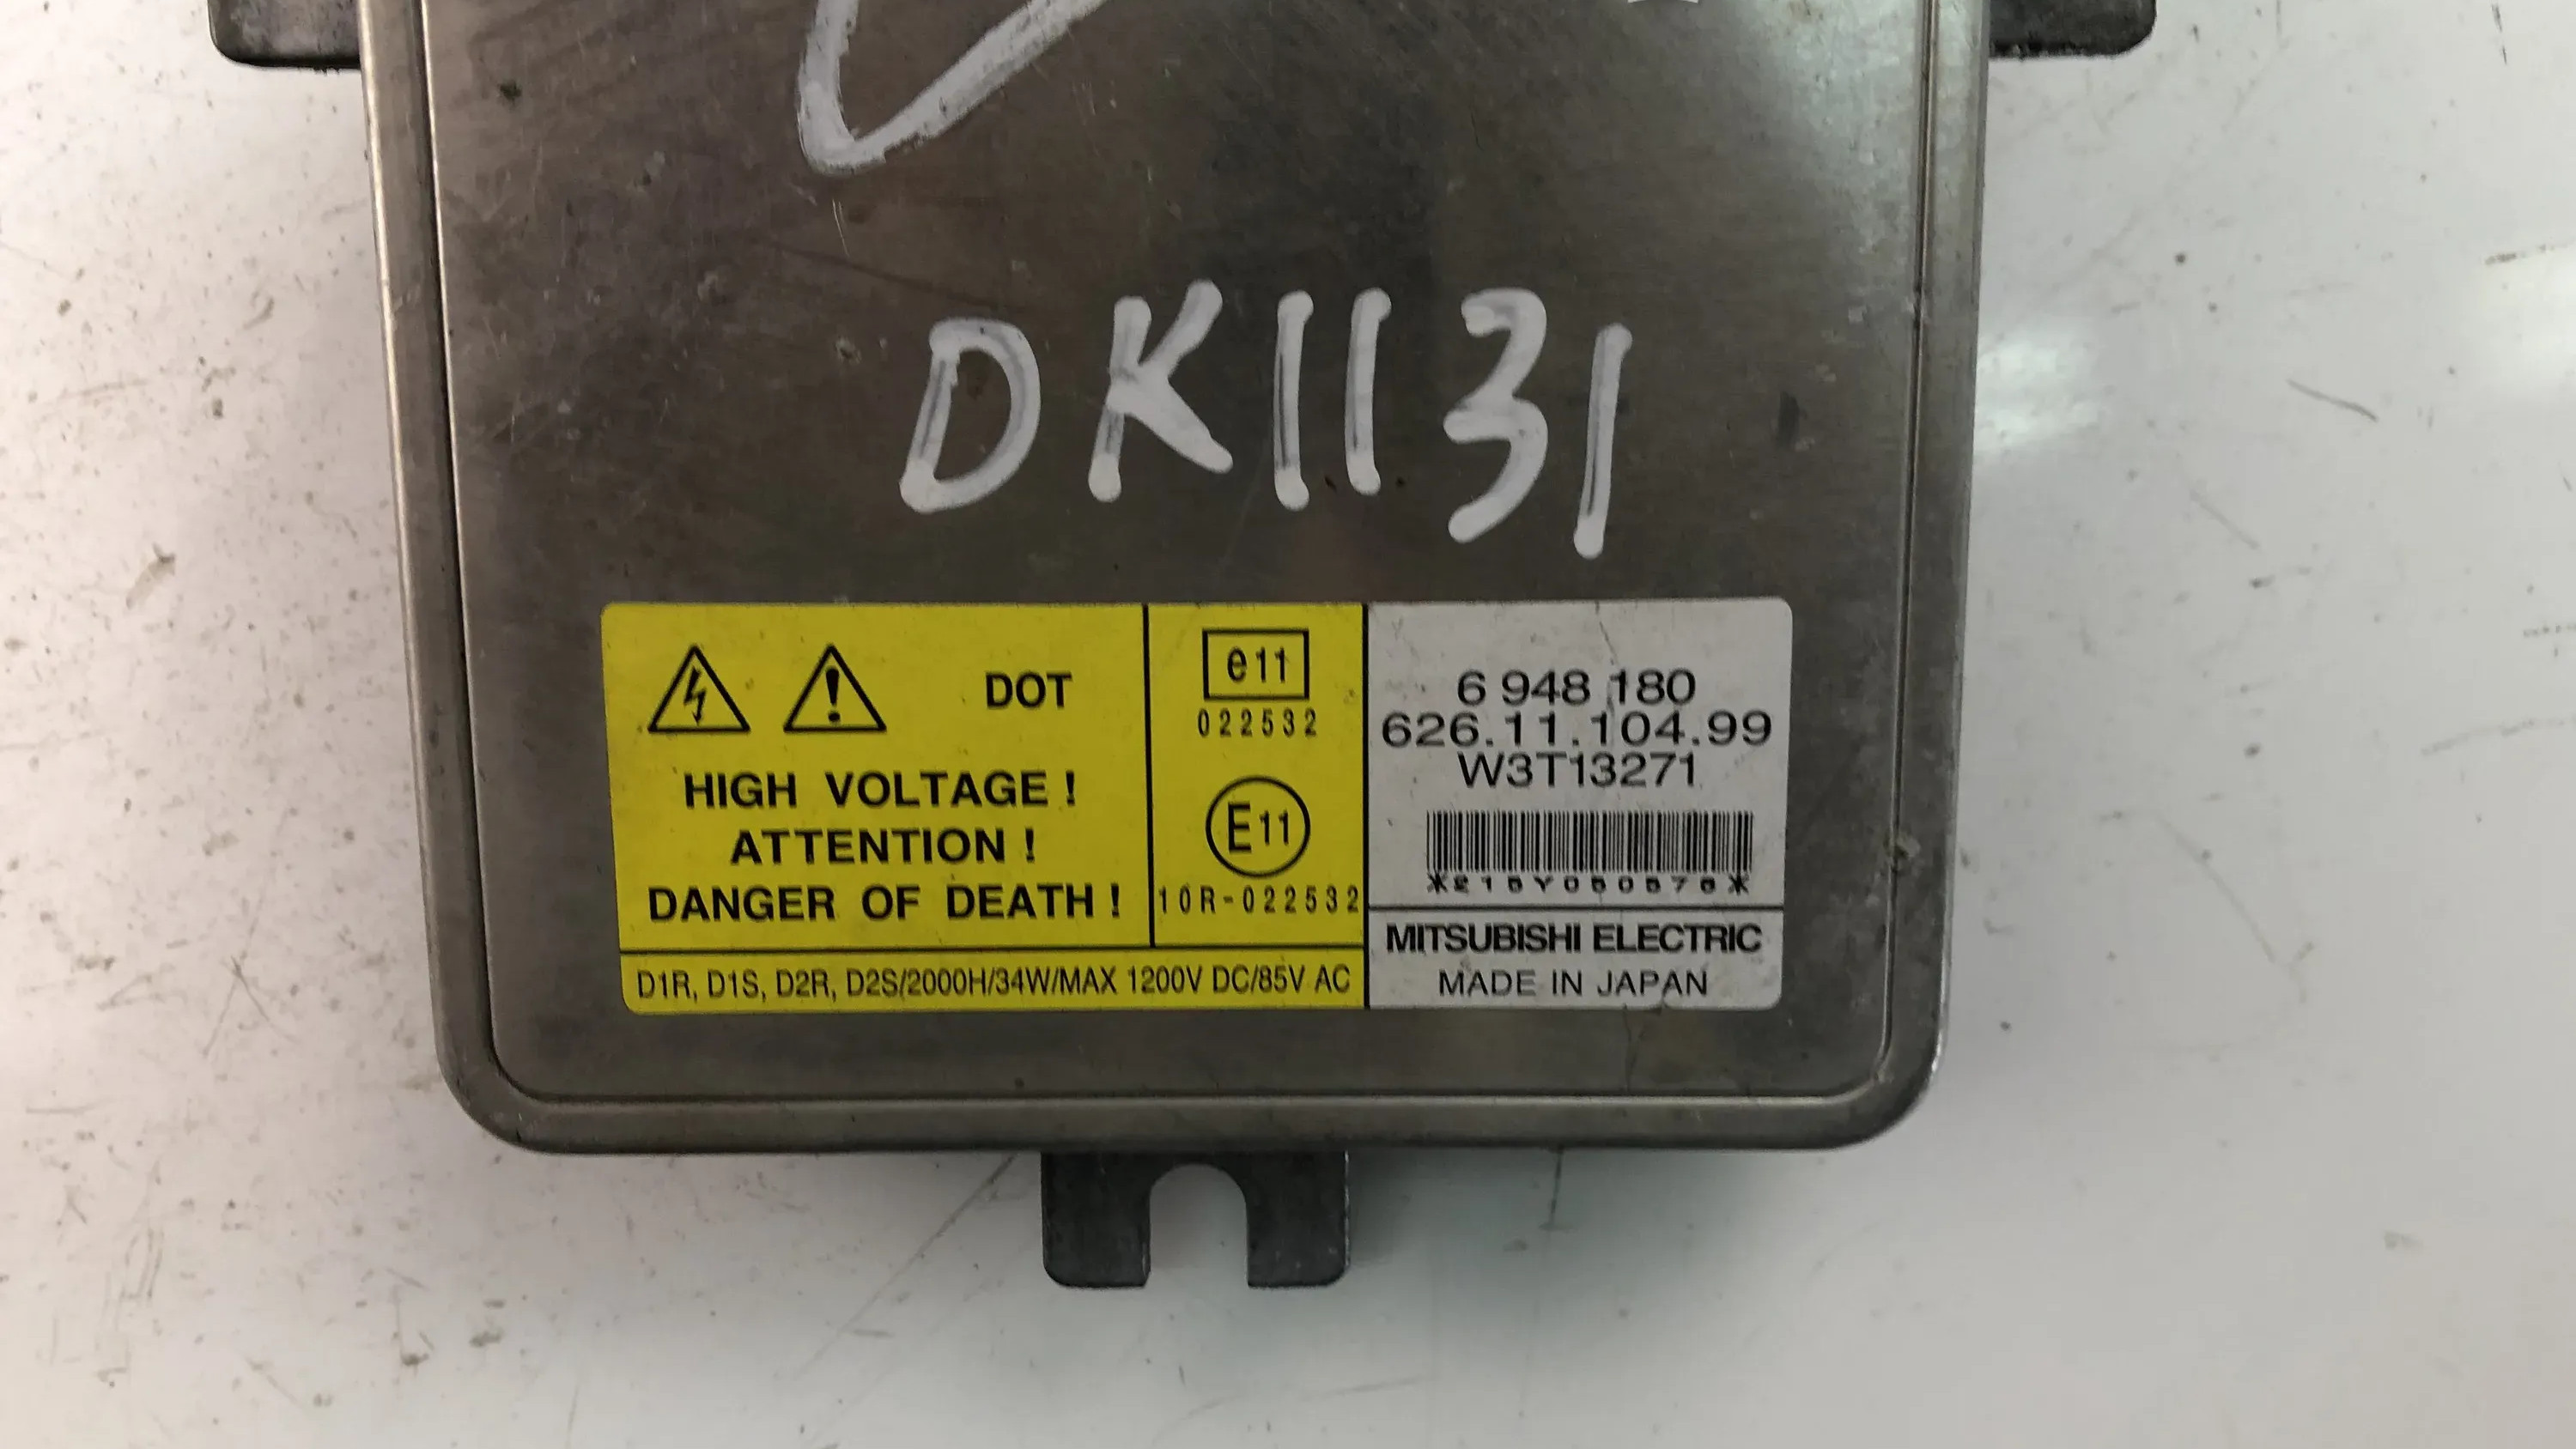 DK1131
DOT
HIGH VOLTAGE !
ATTENTION !
DANGER OF DEATH !
e11
022532
E11
10R-022532
D1R, D1S, D2R, D2S/2000H/34W/MAX 1200V DC/85V AC
6 948 180
626.11.104.99
W3T13271
MITSUBISHI ELECTRIC
MADE IN JAPAN